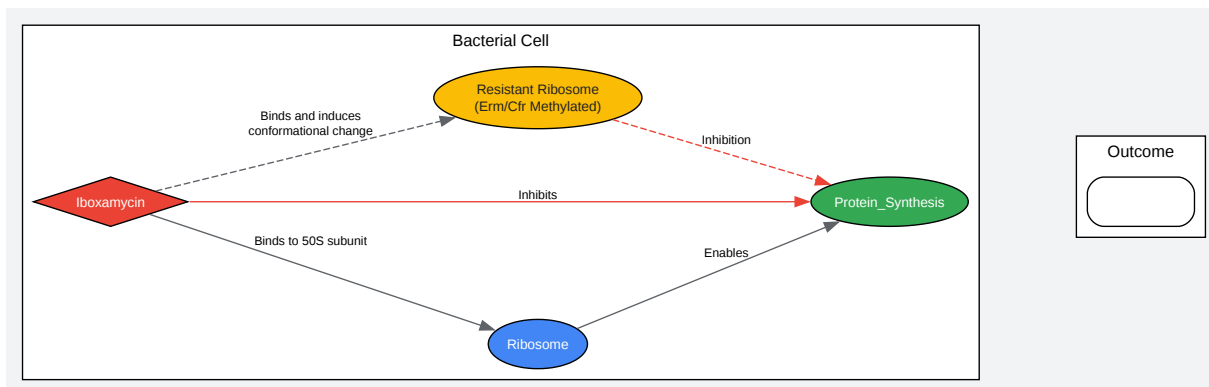 Bacterial Cell
Resistant Ribosome
(Erm/Cfr Methylated)
Binds and induces
conformational change
Inhibition
Outcome
Iboxamycin
Inhibits
Protein_Synthesis
Binds to 50S subunit
Enables
Ribosome